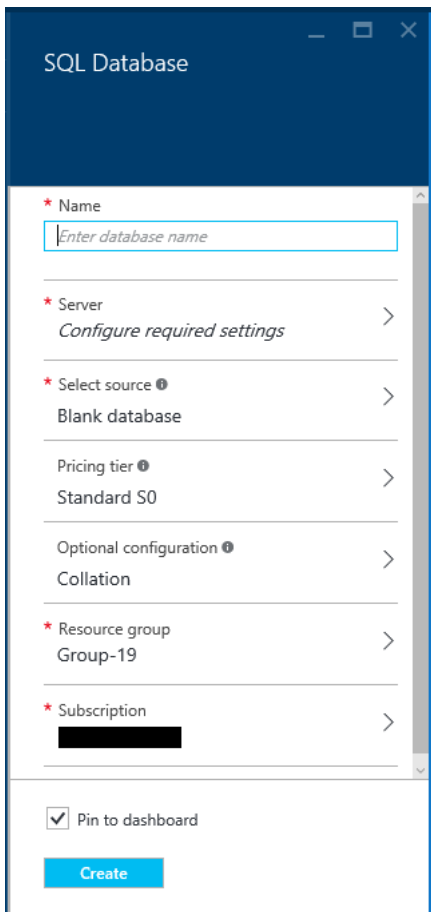 SQL Database
* Name
Enter database name
* Server
Configure required settings
* Select source
Blank database
Pricing tier
Standard S0
Optional configuration
Collation
* Resource group
Group-19
* Subscription
Pin to dashboard
Create